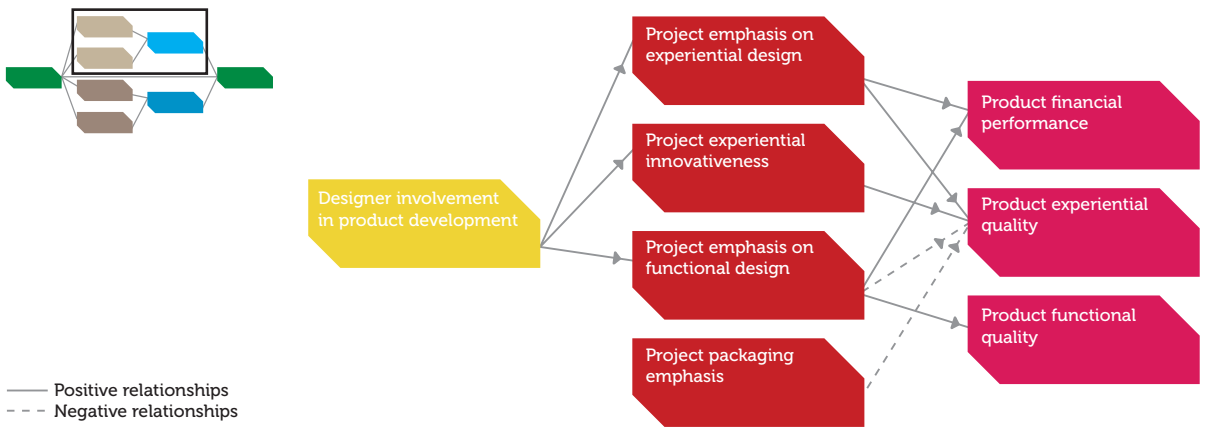 Project emphasis on
experiential design
Product financial
performance
Project experiential
innovativeness
Designer involvement
in product development
Product experiential
quality
Project emphasis on
functional design
Product functional
quality
Project packaging
emphasis
Positive relationships
Negative relationships